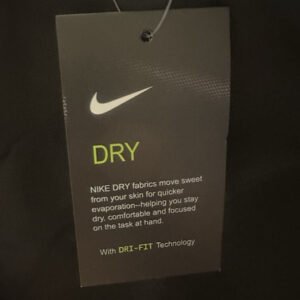 DRY
NIKE DRY fabrics move sweet
from your skin for quicker
evaporation--helping you stay
dry, comfortable and focused
on the task at hand.
With DRI-FIT Technology